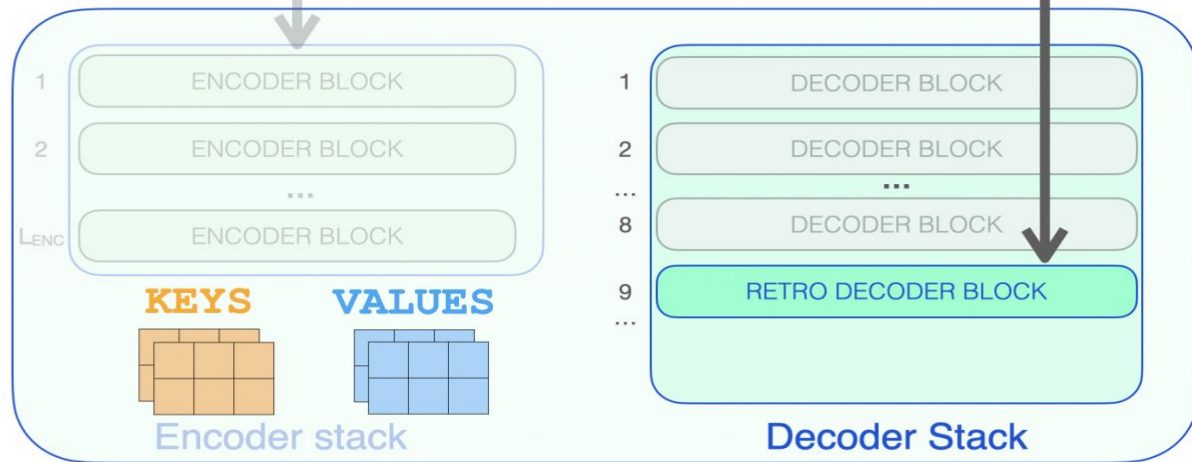 1 ENCODER BLOCK
2 ENCODER BLOCK
...
LENC ENCODER BLOCK
KEYS VALUES
Encoder stack
1 DECODER BLOCK
2 DECODER BLOCK
... ...
8 DECODER BLOCK
9 RETRO DECODER BLOCK
...
Decoder Stack